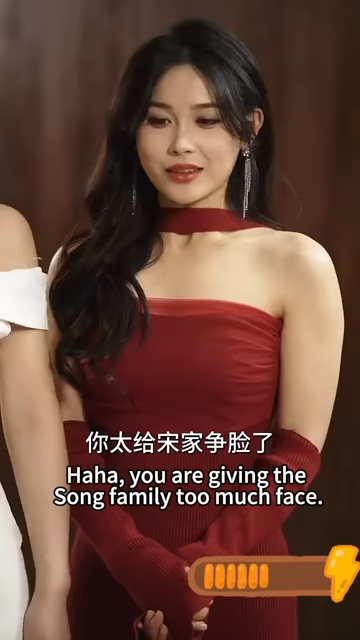 你太给宋家争脸了
Haha, you are giving the
Song family too much face.